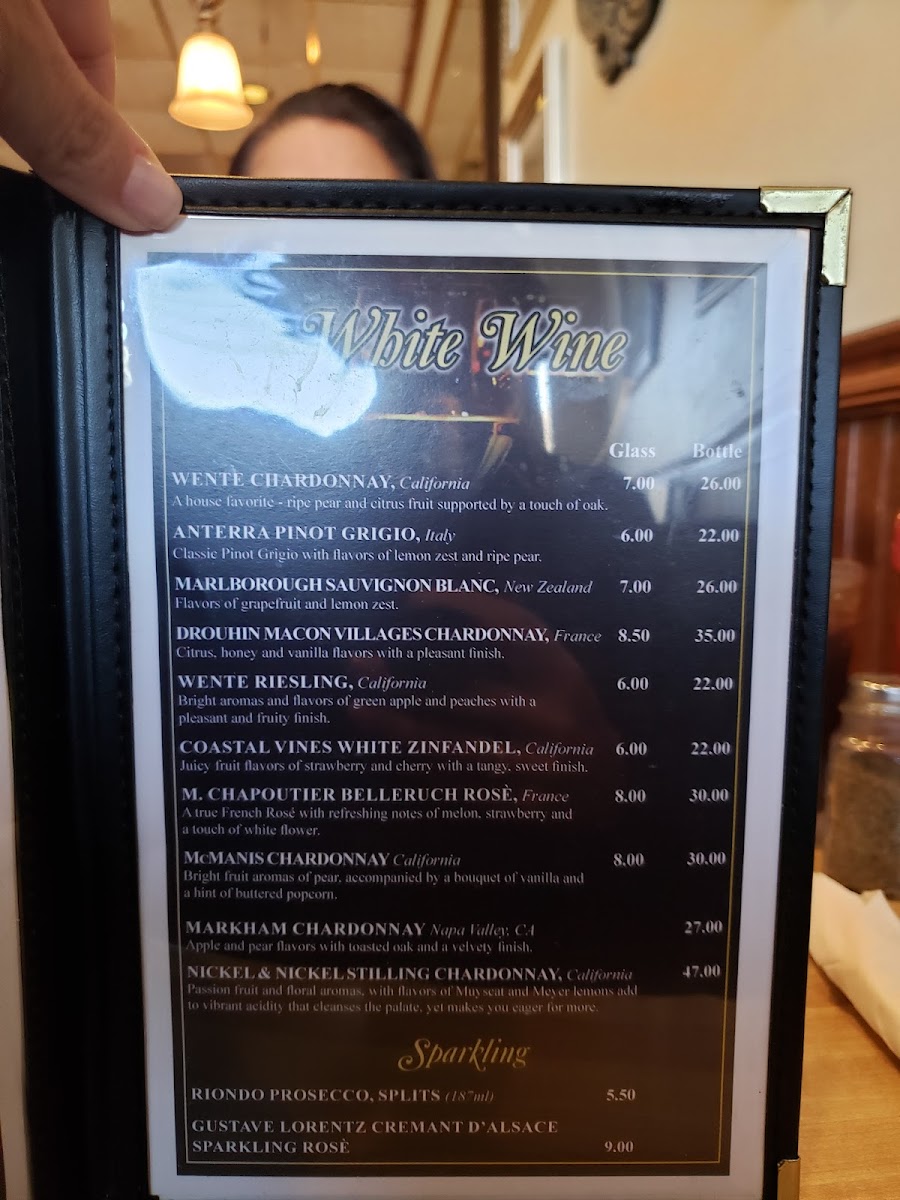 White Wine
Glass Bottle
WENTE CHARDONNAY, California 7.00 26.00
A house favorite - ripe pear and citrus fruit supported by a touch of oak.
ANTERRA PINOT GRIGIO, Italy 6.00 22.00
Classic Pinot Grigio with flavors of lemon zest and ripe pear.
MARLBOROUGH SAUVIGNON BLANC, New Zealand 7.00 26.00
Flavors of grapefruit and lemon zest.
DROUHIN MACON VILLAGES CHARDONNAY, France 8.50 35.00
Citrus, honey and vanilla flavors with a pleasant finish.
WENTE RIESLING, California 6.00 22.00
Bright aromas and flavors of green apple and peaches with a
pleasant and fruity finish.
COASTAL VINES WHITE ZINFANDEL, California 6.00 22.00
Juicy fruit flavors of strawberry and cherry with a tangy, sweet finish.
M. CHAPOUTIER BELLERUCH ROSÈ, France 8.00 30.00
A true French Rosé with refreshing notes of melon, strawberry and
a touch of white flower.
McMANIS CHARDONNAY California 8.00 30.00
Bright fruit aromas of pear, accompanied by a bouquet of vanilla and
a hint of buttered popcorn.
MARKHAM CHARDONNAY Napa Valley, CA 27.00
Apple and pear flavors with toasted oak and a velvety finish.
NICKEL & NICKEL STILLING CHARDONNAY, California 47.00
Passion fruit and floral aromas, with flavors of Muyscat and Meyer lemons add
to vibrant acidity that cleanses the palate, yet makes you eager for more.
Sparkling
RIONDO PROSECCO, SPLITS (187ml) 5.50
GUSTAVE LORENTZ CREMANT D'ALSACE
SPARKLING ROSÈ 9.00